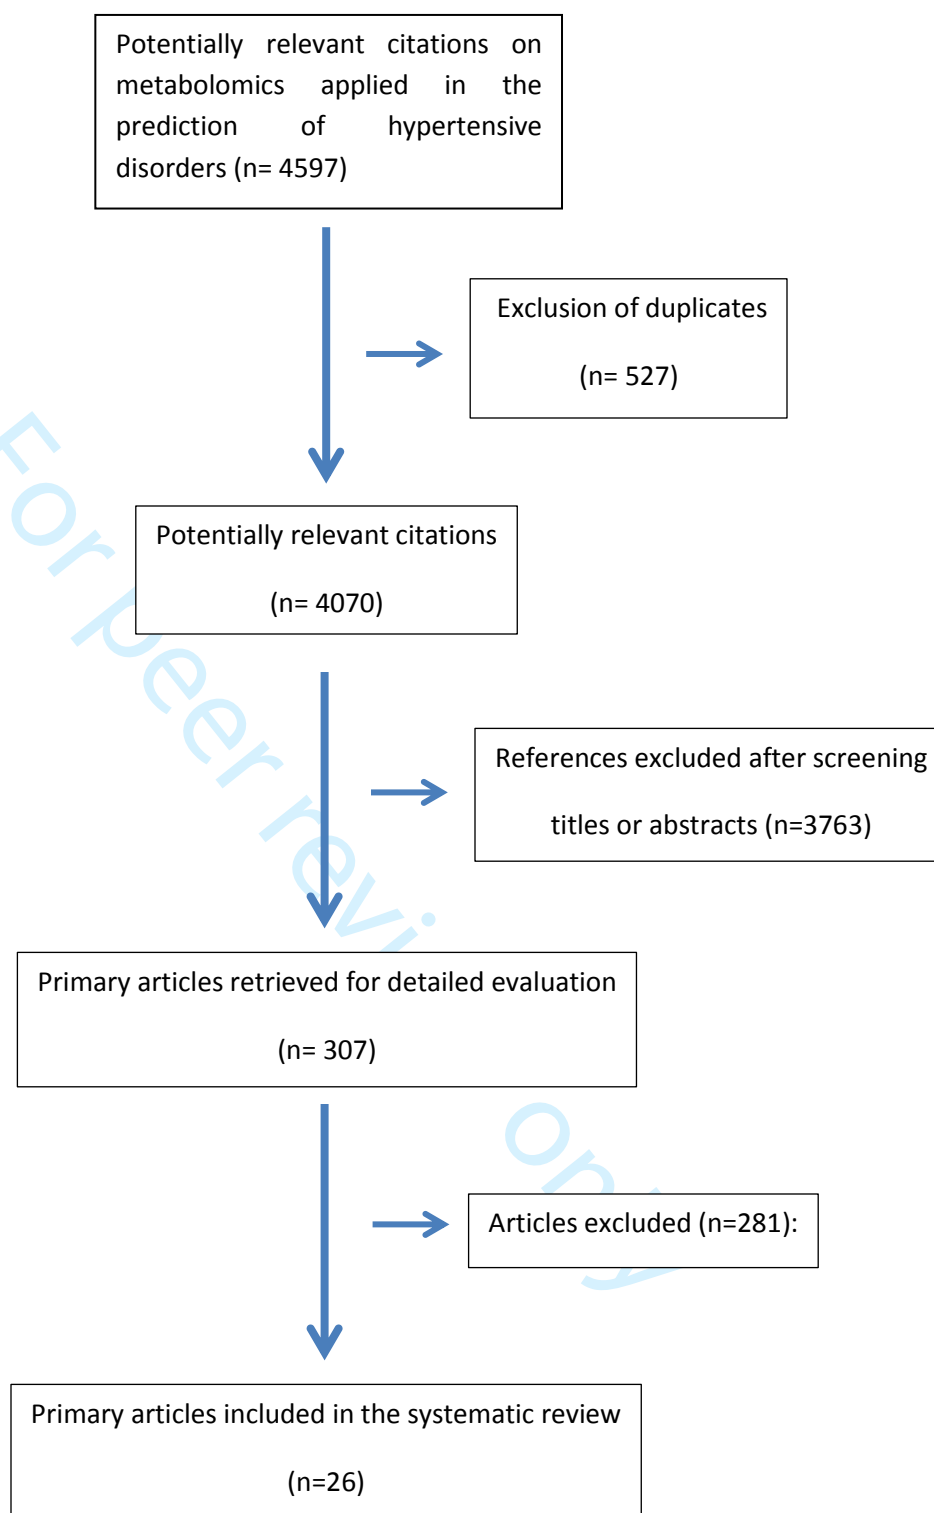 Potentially relevant citations on
metabolomics applied in the
prediction of hypertensive
disorders (n= 4597)
Exclusion of duplicates
(n= 527)
Potentially relevant citations
(n= 4070)
References excluded after screening
titles or abstracts (n=3763)
Primary articles retrieved for detailed evaluation
(n= 307)
Articles excluded (n=281):
Primary articles included in the systematic review
(n=26)
For peer review only